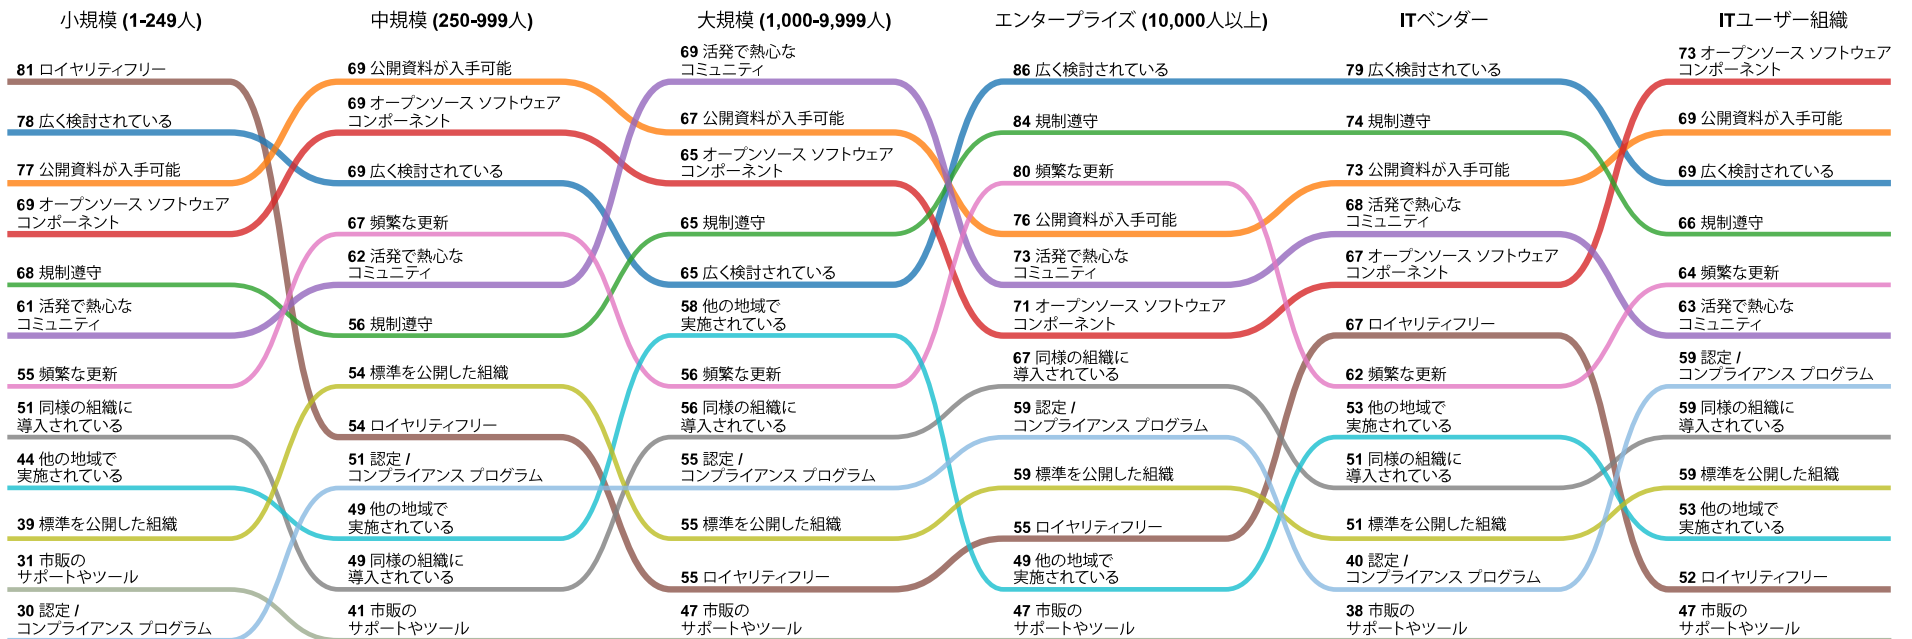 小規模 (1-249人)
81 ロイヤリティフリー
78 広く検討されている
77 公開資料が入手可能
69 オープンソース ソフトウェア
コンポーネント
68 規制遵守
61 活発で熱心な
コミュニティ
55 頻繁な更新
51 同様の組織に
導入されている
44 他の地域で
実施されている
39 標準を公開した組織
31 市販の
サポートやツール
30 認定 /
コンプライアンス プログラム
中規模 (250-999人)
69 公開資料が入手可能
69 オープンソース ソフトウェア
コンポーネント
69 広く検討されている
67 頻繁な更新
62 活発で熱心な
コミュニティ
56 規制遵守
54 標準を公開した組織
54 ロイヤリティフリー
51 認定 /
コンプライアンス プログラム
49 他の地域で
実施されている
49 同様の組織に
導入されている
41 市販の
サポートやツール
大規模 (1,000-9,999人)
69 活発で熱心な
コミュニティ
67 公開資料が入手可能
65 オープンソース ソフトウェア
コンポーネント
65 規制遵守
65 広く検討されている
58 他の地域で
実施されている
56 頻繁な更新
56 同様の組織に
導入されている
55 認定 /
コンプライアンス プログラム
55 標準を公開した組織
55 ロイヤリティフリー
47 市販の
サポートやツール
エンタープライズ (10,000人以上)
86 広く検討されている
84 規制遵守
80 頻繁な更新
76 公開資料が入手可能
73 活発で熱心な
コミュニティ
71 オープンソース ソフトウェア
コンポーネント
67 同様の組織に
導入されている
59 認定 /
コンプライアンス プログラム
59 標準を公開した組織
55 ロイヤリティフリー
49 他の地域で
実施されている
47 市販の
サポートやツール
ITベンダー
79 広く検討されている
74 規制遵守
73 公開資料が入手可能
68 活発で熱心な
コミュニティ
67 オープンソース ソフトウェア
コンポーネント
67 ロイヤリティフリー
62 頻繁な更新
53 他の地域で
実施されている
51 同様の組織に
導入されている
51 標準を公開した組織
40 認定 /
コンプライアンス プログラム
38 市販の
サポートやツール
ITユーザー組織
73 オープンソース ソフトウェア
コンポーネント
69 公開資料が入手可能
69 広く検討されている
66 規制遵守
64 頻繁な更新
63 活発で熱心な
コミュニティ
59 認定 /
コンプライアンス プログラム
59 同様の組織に
導入されている
59 標準を公開した組織
53 他の地域で
実施されている
52 ロイヤリティフリー
47 市販の
サポートやツール